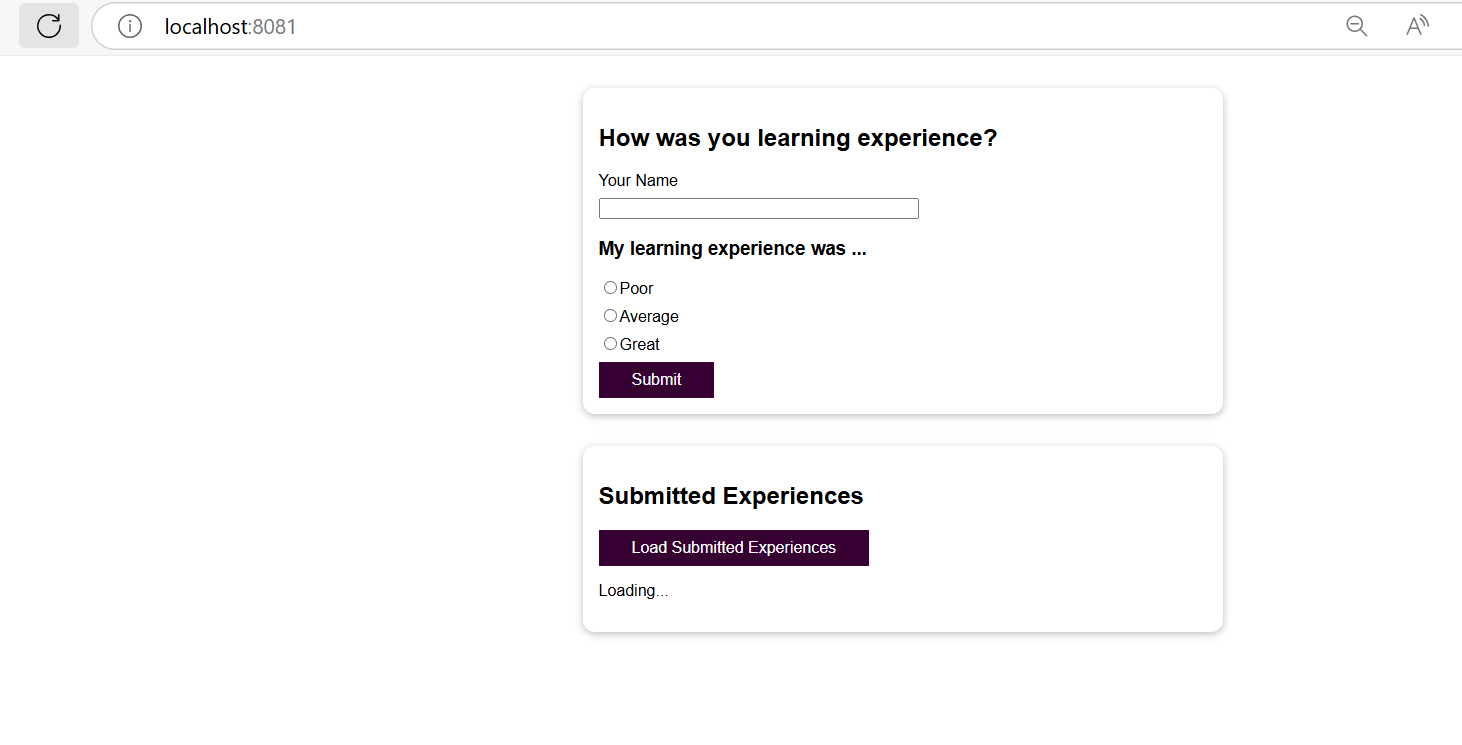 localhost:8081
How was you learning experience?
Your Name
My learning experience was ...
Poor
Average
Great
Submit
Submitted Experiences
Load Submitted Experiences
Loading...